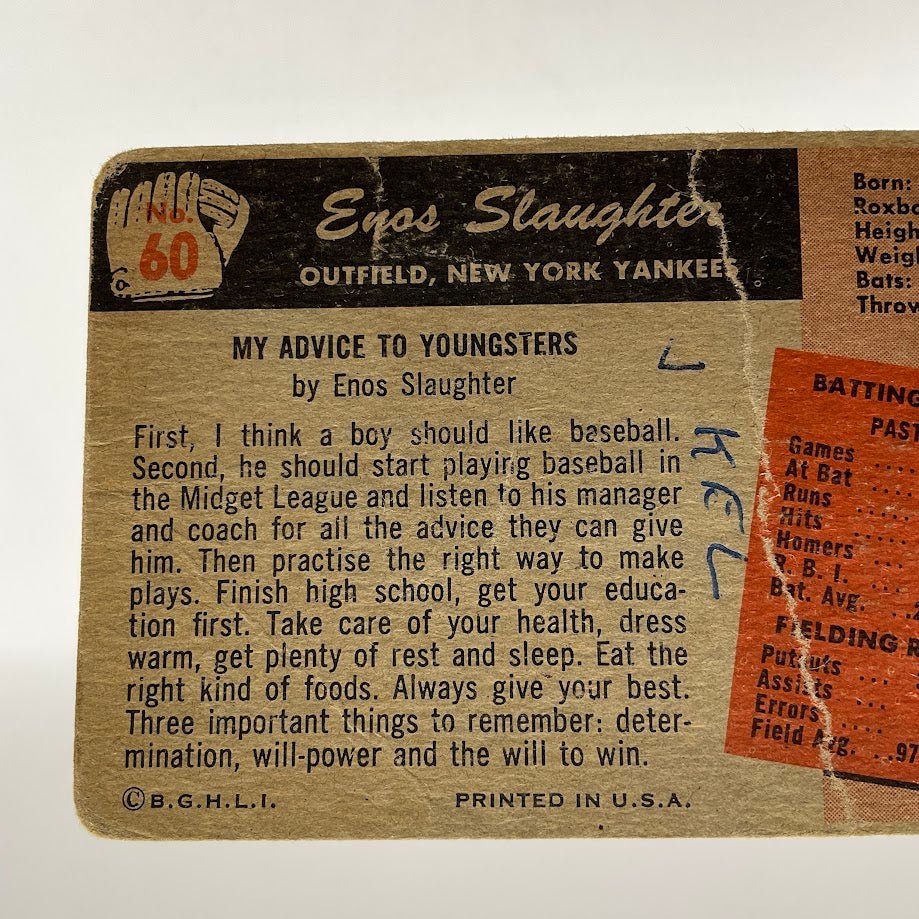 No.
60
Enos Slaughter
OUTFIELD, NEW YORK YANKEES
MY ADVICE TO YOUNGSTERS
by Enos Slaughter
First, I think a boy should like baseball.
Second, he should start playing baseball in
the Midget League and listen to his manager
and coach for all the advice they can give
him. Then practise the right way to make
plays. Finish high school, get your educa-
tion first. Take care of your health, dress
warm, get plenty of rest and sleep. Eat the
right kind of foods. Always give your best.
Three important things to remember: deter-
mination, will-power and the will to win.
© B.G.H.L.I.
PRINTED IN U.S.A.
J KEL
Born:
Roxbo
Heigh
Weig
Bats:
Throw
BATTING
PAST
Games ....
At Bat ....
Runs ....
Hits ....
Homers ...
R. B. I. ...
Bat. Avg. .
FIELDING R
Putouts ...
Assists ...
Errors ....
Field Avg. ..97